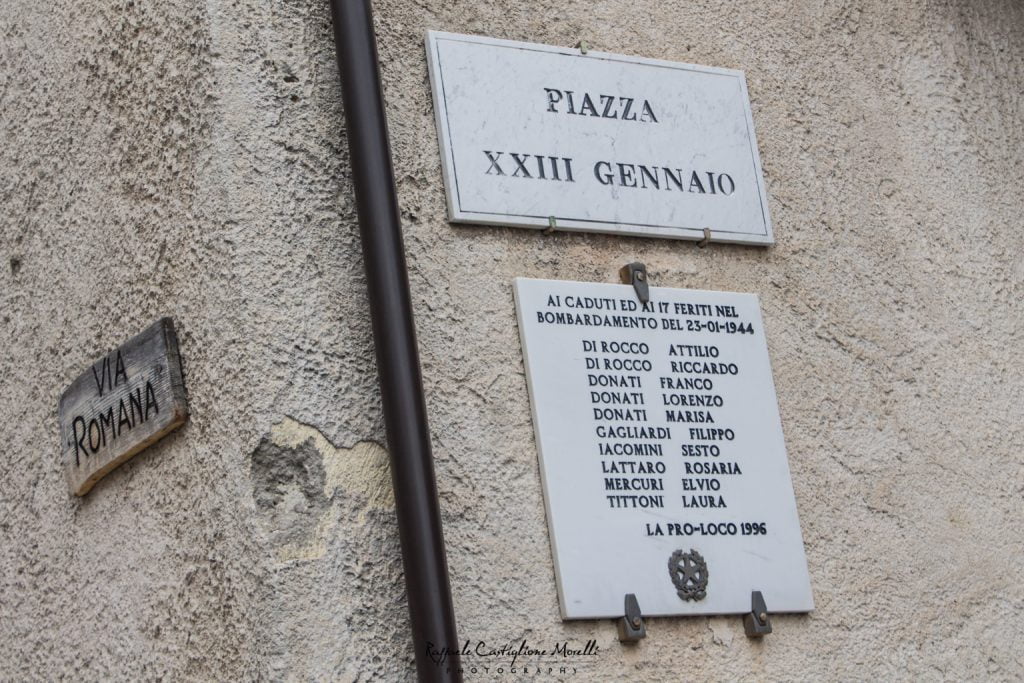 PIAZZA
XXIII GENNAIO
AI CADUTI ED AI 17 FERITI NEL
BOMBARDAMENTO DEL 23-01-1944
DI ROCCO ATTILIO
DI ROCCO RICCARDO
DONATI FRANCO
DONATI LORENZO
DONATI MARISA
GAGLIARDI FILIPPO
IACOMINI SESTO
LATTARO ROSARIA
MERCURI ELVIO
TITTONI LAURA
LA PRO-LOCO 1996
VIA
ROMANA
Raffaele Castiglione Morelli
PHOTOGRAPHY